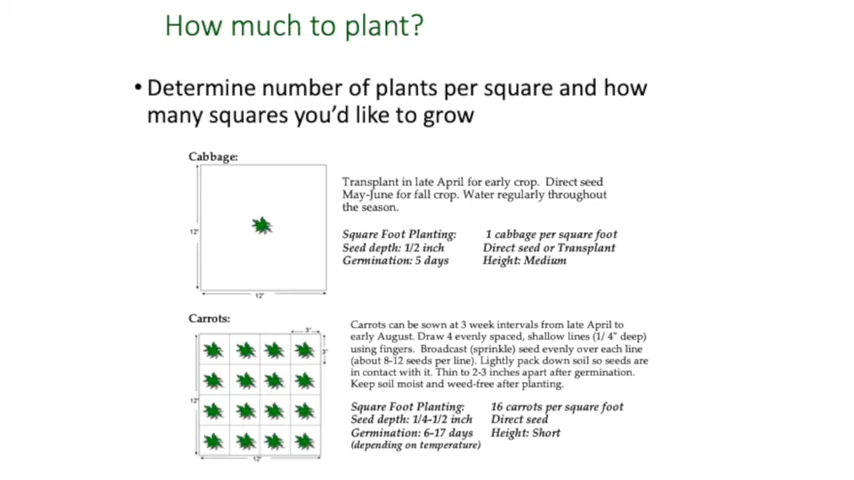 How much to plant?
• Determine number of plants per square and how
many squares you'd like to grow
Cabbage:
12"
12"
Transplant in late April for early crop. Direct seed
May-June for fall crop. Water regularly throughout
the season.
Square Foot Planting: 1 cabbage per square foot
Seed depth: 1/2 inch Direct seed or Transplant
Germination: 5 days Height: Medium
Carrots:
3"
3"
12"
12"
Carrots can be sown at 3 week intervals from late April to
early August. Draw 4 evenly spaced, shallow lines (1/ 4" deep)
using fingers. Broadcast (sprinkle) seed evenly over each line
(about 8-12 seeds per line). Lightly pack down soil so seeds are
in contact with it. Thin to 2-3 inches apart after germination.
Keep soil moist and weed-free after planting.
Square Foot Planting: 16 carrots per square foot
Seed depth: 1/4-1/2 inch Direct seed
Germination: 6-17 days Height: Short
(depending on temperature)